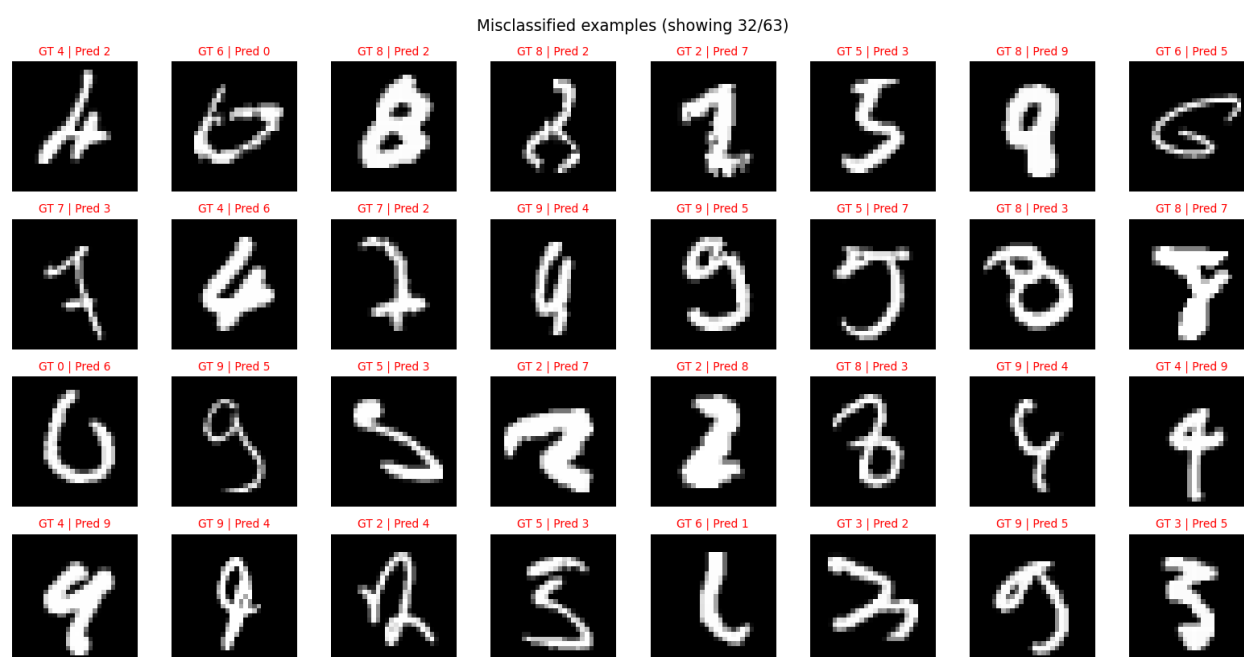 Misclassified examples (showing 32/63)
GT 4 | Pred 2 GT 6 | Pred 0 GT 8 | Pred 2 GT 8 | Pred 2 GT 2 | Pred 7 GT 5 | Pred 3 GT 8 | Pred 9 GT 6 | Pred 5
GT 7 | Pred 3 GT 4 | Pred 6 GT 7 | Pred 2 GT 9 | Pred 4 GT 9 | Pred 5 GT 5 | Pred 7 GT 8 | Pred 3 GT 8 | Pred 7
GT 0 | Pred 6 GT 9 | Pred 5 GT 5 | Pred 3 GT 2 | Pred 7 GT 2 | Pred 8 GT 8 | Pred 3 GT 9 | Pred 4 GT 4 | Pred 9
GT 4 | Pred 9 GT 9 | Pred 4 GT 2 | Pred 4 GT 5 | Pred 3 GT 6 | Pred 1 GT 3 | Pred 2 GT 9 | Pred 5 GT 3 | Pred 5